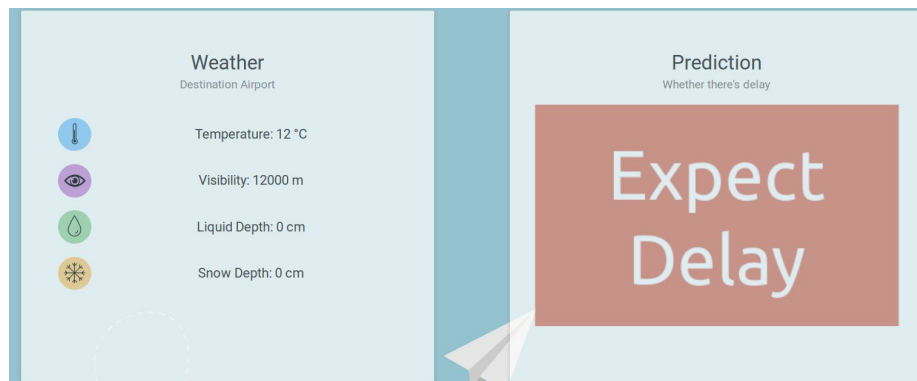 Weather
Destination Airport
Temperature: 12 °C
Visibility: 12000 m
Liquid Depth: 0 cm
Snow Depth: 0 cm
Prediction
Whether there's delay
Expect
Delay